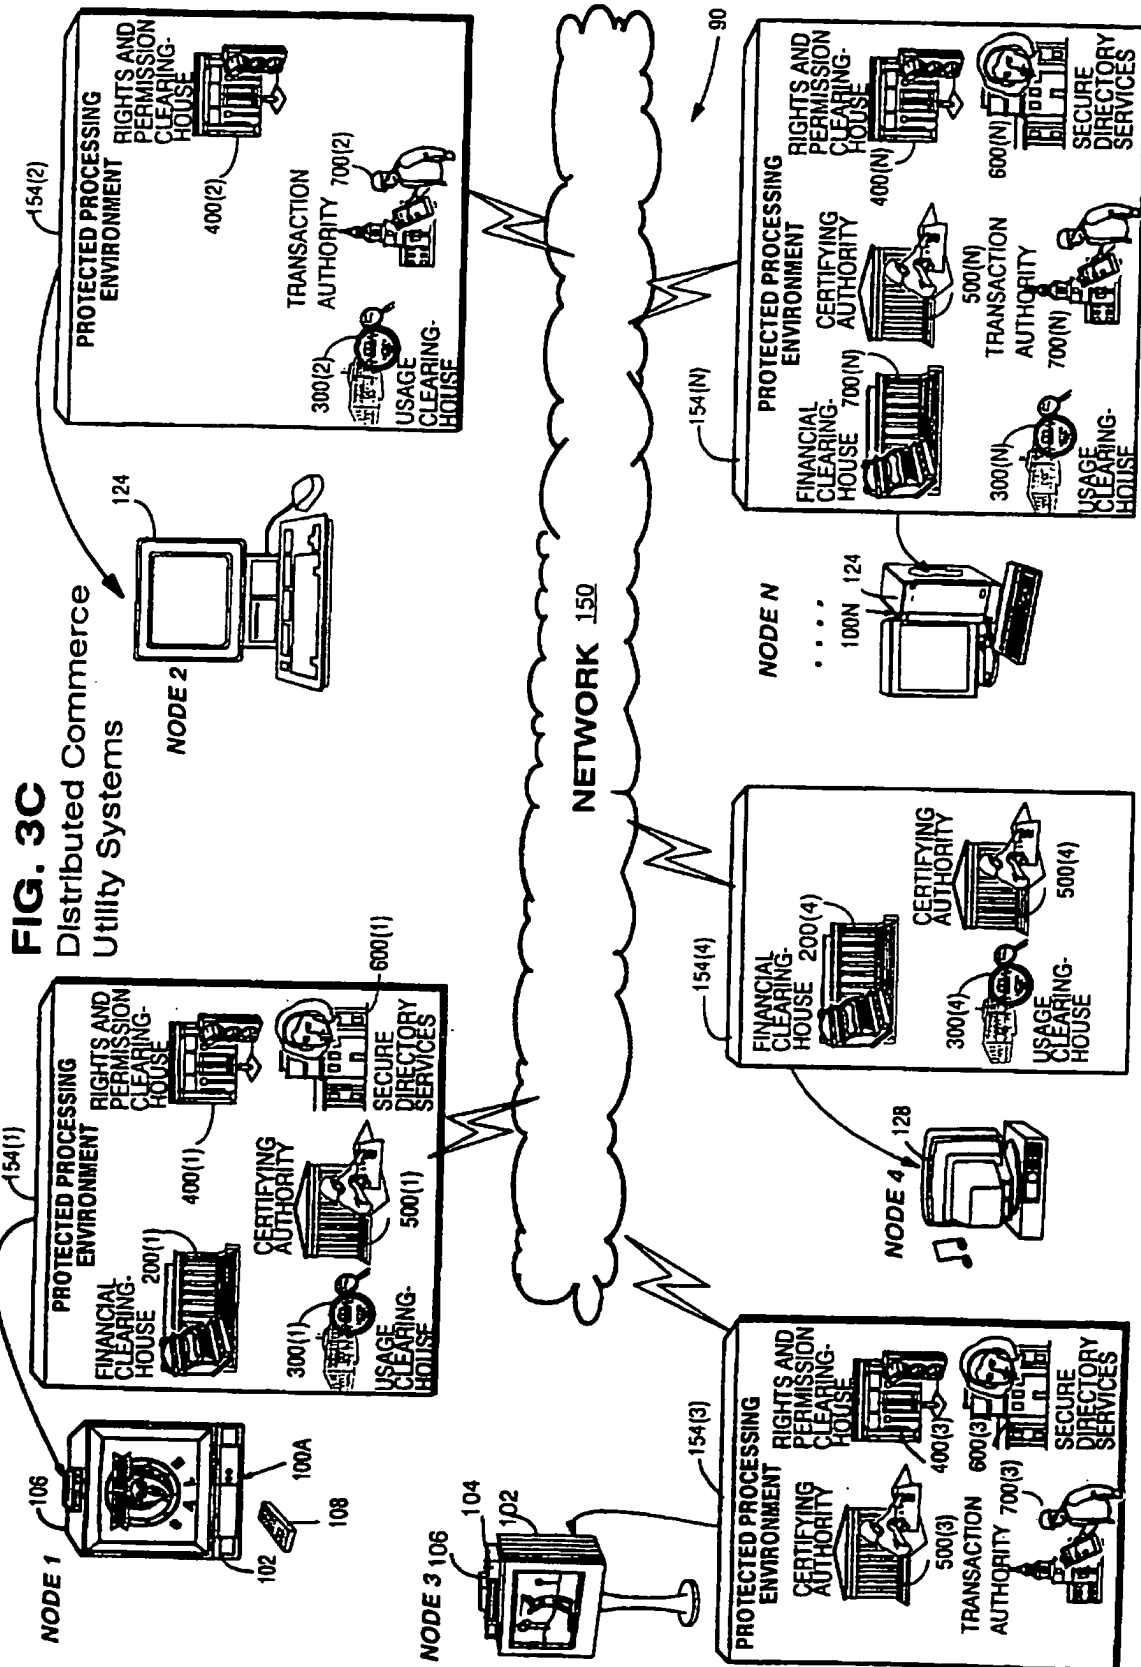 FIG. 3C
Distributed Commerce
Utility Systems
NODE 1
106
102
100A
108
154(1)
PROTECTED PROCESSING
ENVIRONMENT
FINANCIAL
CLEARING-
HOUSE
200(1)
RIGHTS AND
PERMISSION
CLEARING-
HOUSE
400(1)
CERTIFYING
AUTHORITY
500(1)
300(1)
USAGE
CLEARING-
HOUSE
600(1)
SECURE
DIRECTORY
SERVICES
NODE 2
124
154(2)
PROTECTED PROCESSING
ENVIRONMENT
RIGHTS AND
PERMISSION
CLEARING-
HOUSE
400(2)
TRANSACTION
AUTHORITY
700(2)
300(2)
USAGE
CLEARING-
HOUSE
NETWORK 150
90
NODE 3
106
104
102
154(3)
PROTECTED PROCESSING
ENVIRONMENT
CERTIFYING
AUTHORITY
500(3)
RIGHTS AND
PERMISSION
CLEARING-
HOUSE
400(3)
TRANSACTION
AUTHORITY
700(3)
600(3)
SECURE
DIRECTORY
SERVICES
NODE 4
128
154(4)
FINANCIAL
CLEARING-
HOUSE
200(4)
CERTIFYING
AUTHORITY
500(4)
300(4)
USAGE
CLEARING-
HOUSE
NODE N
. . . .
100N
124
154(N)
PROTECTED PROCESSING
ENVIRONMENT
FINANCIAL
CLEARING-
HOUSE
700(N)
CERTIFYING
AUTHORITY
500(N)
RIGHTS AND
PERMISSION
CLEARING-
HOUSE
400(N)
300(N)
USAGE
CLEARING-
HOUSE
TRANSACTION
AUTHORITY
700(N)
600(N)
SECURE
DIRECTORY
SERVICES